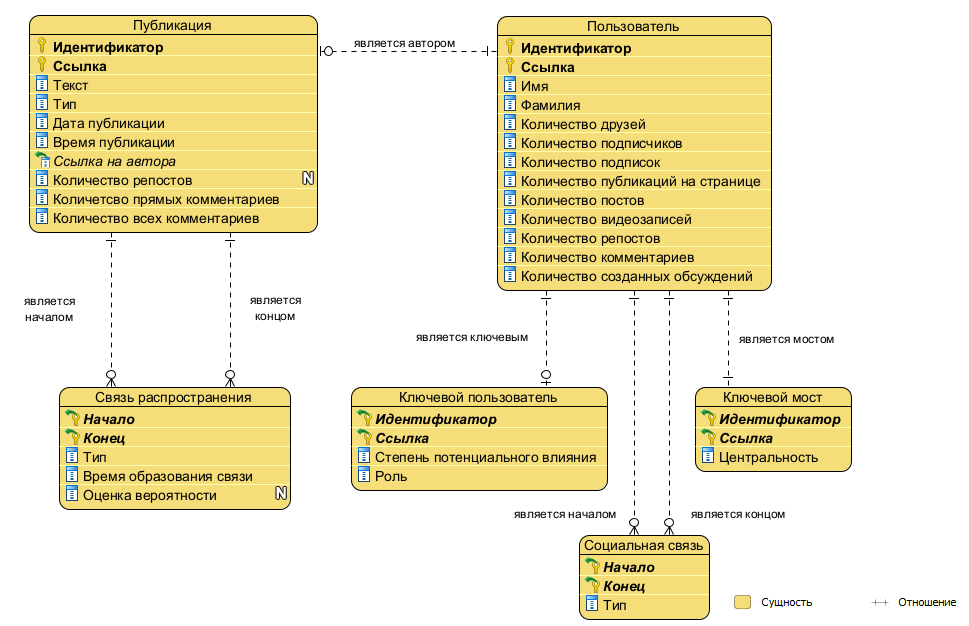 Публикация
Идентификатор
Ссылка
Текст
Тип
Дата публикации
Время публикации
Ссылка на автора
Количество репостов N
Количетсво прямых комментариев
Количество всех комментариев
является автором
Пользователь
Идентификатор
Ссылка
Имя
Фамилия
Количество друзей
Количество подписчиков
Количество подписок
Количество публикаций на странице
Количество постов
Количество видеозаписей
Количество репостов
Количество комментариев
Количество созданных обсуждений
является
началом
является
концом
является ключевым
является мостом
Связь распространения
Начало
Конец
Тип
Время образования связи
Оценка вероятности N
Ключевой пользователь
Идентификатор
Ссылка
Степень потенциального влияния
Роль
Ключевой мост
Идентификатор
Ссылка
Центральность
является началом
является концом
Социальная связь
Начало
Конец
Тип
Сущность
Отношение